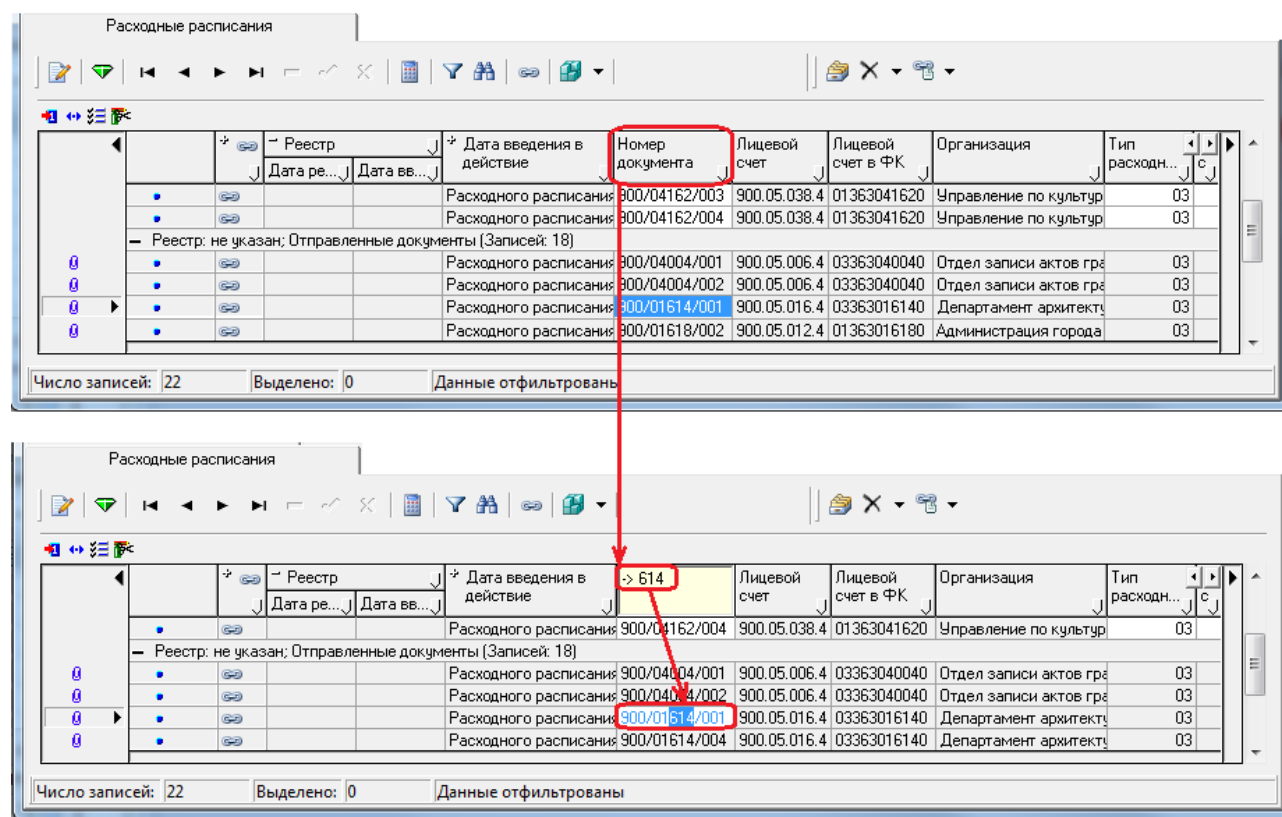 Расходные расписания
Реестр Дата введения в действие Номер документа Лицевой счет Лицевой счет в ФК Организация Тип расходн... с
Дата ре... Дата вв...
Расходного расписания 900/04162/003 900.05.038.4 01363041620 Управление по культур 03
Расходного расписания 900/04162/004 900.05.038.4 01363041620 Управление по культур 03
Реестр: не указан; Отправленные документы (Записей: 18)
Расходного расписания 900/04004/001 900.05.006.4 03363040040 Отдел записи актов гра 03
Расходного расписания 900/04004/002 900.05.006.4 03363040040 Отдел записи актов гра 03
Расходного расписания 900/01614/001 900.05.016.4 03363016140 Департамент архитекту 03
Расходного расписания 900/01618/002 900.05.012.4 01363016180 Администрация города 03
Число записей: 22 Выделено: 0 Данные отфильтрованы
Расходные расписания
Реестр Дата введения в действие -> 614 Лицевой счет Лицевой счет в ФК Организация Тип расходн... с
Дата ре... Дата вв...
Расходного расписания 900/04162/004 900.05.038.4 01363041620 Управление по культур 03
Реестр: не указан; Отправленные документы (Записей: 18)
Расходного расписания 900/04004/001 900.05.006.4 03363040040 Отдел записи актов гра 03
Расходного расписания 900/04004/002 900.05.006.4 03363040040 Отдел записи актов гра 03
Расходного расписания 900/01614/001 900.05.016.4 03363016140 Департамент архитекту 03
Расходного расписания 900/01614/004 900.05.016.4 03363016140 Департамент архитекту 03
Число записей: 22 Выделено: 0 Данные отфильтрованы